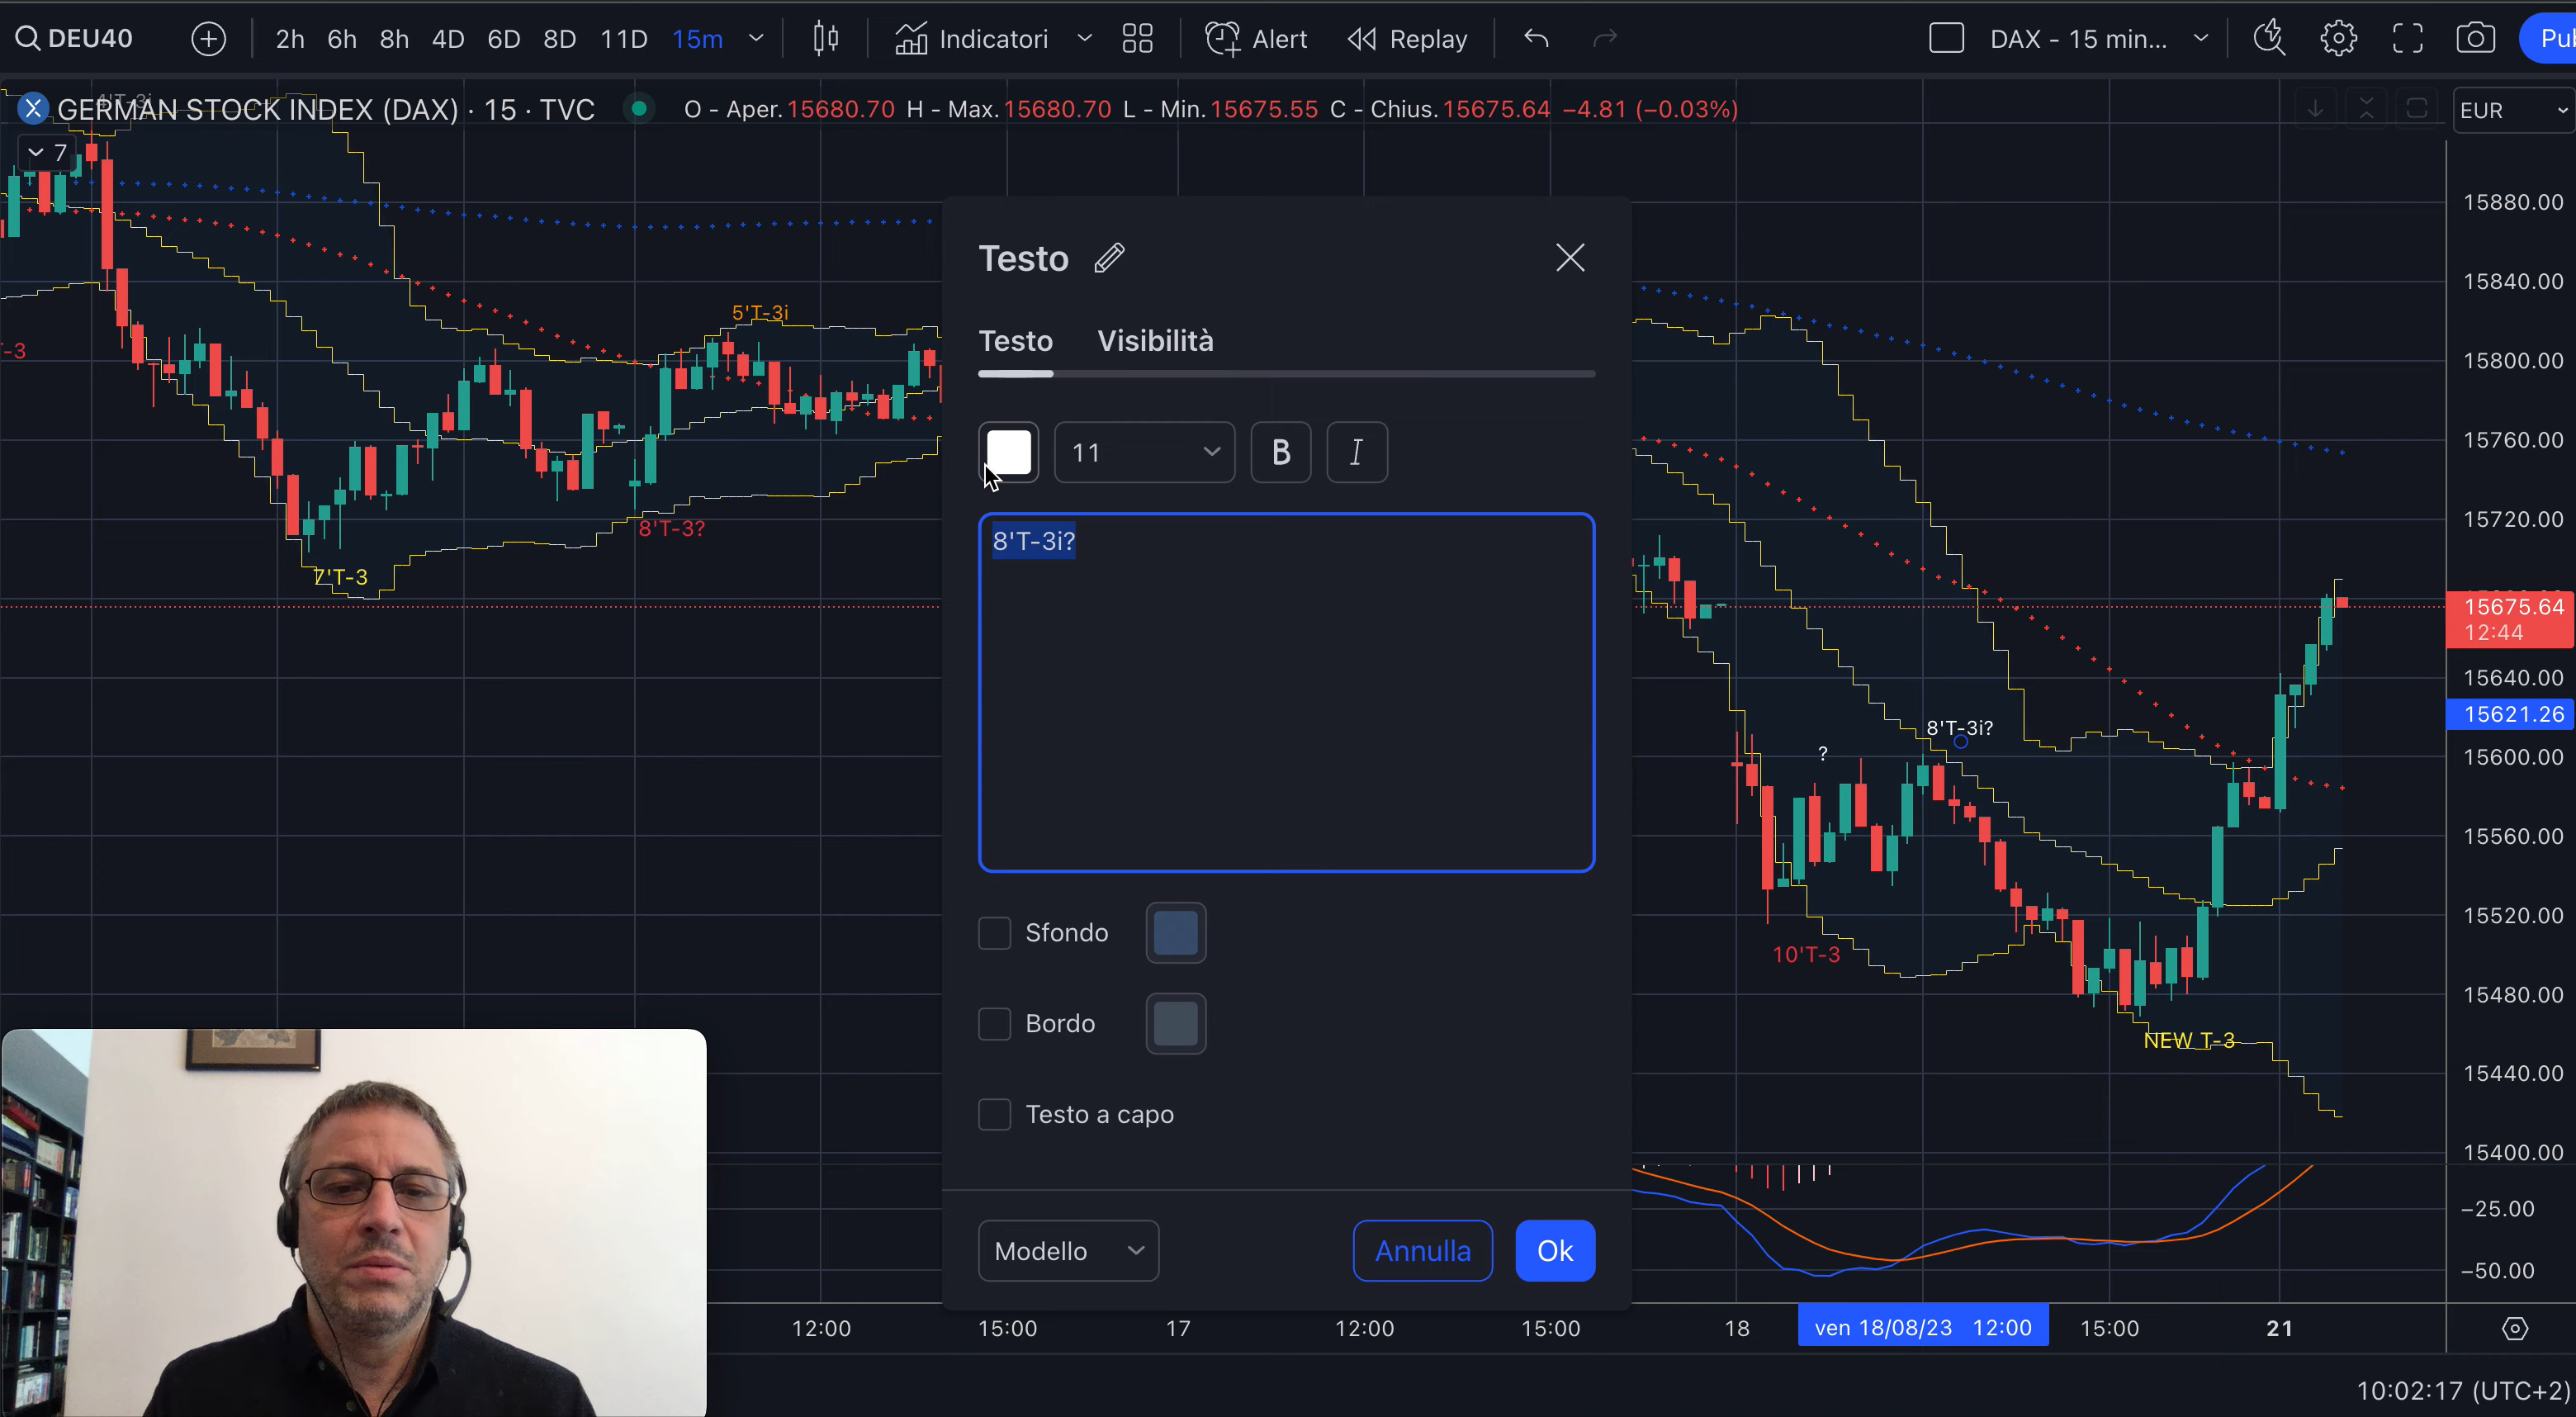 DEU40 2h 6h 8h 4D 6D 8D 11D 15m Indicatori Alert Replay DAX - 15 min...
GERMAN STOCK INDEX (DAX) · 15 · TVC O - Aper.15680.70 H - Max.15680.70 L - Min.15675.55 C - Chius.15675.64 −4.81 (−0.03%) EUR
4'T-3i
7
15880.00
15840.00
15800.00
15760.00
15720.00
15675.64
12:44
15640.00
15621.26
15600.00
15560.00
15520.00
15480.00
15440.00
15400.00
−25.00
−50.00
5'T-3i
8'T-3?
7'T-3
Testo
Testo Visibilità
11 B I
8'T-3i?
Sfondo
Bordo
Testo a capo
Modello Annulla Ok
8'T-3i?
?
10'T-3
NEW T-3
12:00 15:00 17 12:00 15:00 18 ven 18/08/23 12:00 15:00 21
10:02:17 (UTC+2)